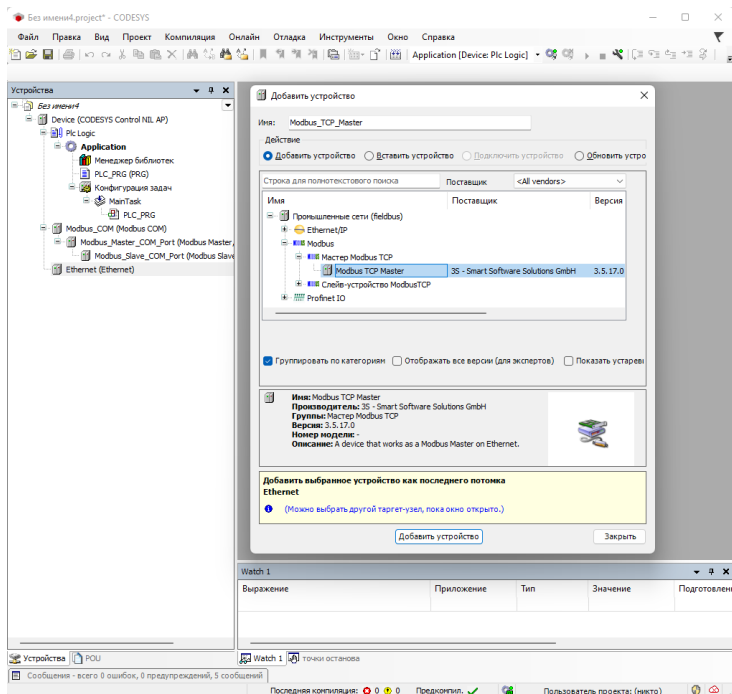 Без имени4.project* - CODESYS
Файл Правка Вид Проект Компиляция Онлайн Отладка Инструменты Окно Справка
Application [Device: Plc Logic]
Устройства
Без имени4
Device (CODESYS Control NIL AP)
Plc Logic
Application
Менеджер библиотек
PLC_PRG (PRG)
Конфигурация задач
MainTask
PLC_PRG
Modbus_COM (Modbus COM)
Modbus_Master_COM_Port (Modbus Master,
Modbus_Slave_COM_Port (Modbus Slave
Ethernet (Ethernet)
Добавить устройство
Имя: Modbus_TCP_Master
Действие
Добавить устройство Вставить устройство Подключить устройство Обновить устро
Строка для полнотекстового поиска Поставщик <All vendors>
Имя Поставщик Версия
Промышленные сети (fieldbus)
Ethernet/IP
Modbus
Мастер Modbus TCP
Modbus TCP Master 3S - Smart Software Solutions GmbH 3.5.17.0
Слейв-устройство ModbusTCP
Profinet IO
Группировать по категориям Отображать все версии (для экспертов) Показать устарев
Имя: Modbus TCP Master
Производитель: 3S - Smart Software Solutions GmbH
Группы: Мастер Modbus TCP
Версия: 3.5.17.0
Номер модели: -
Описание: A device that works as a Modbus Master on Ethernet.
Добавить выбранное устройство как последнего потомка
Ethernet
(Можно выбрать другой таргет-узел, пока окно открыто.)
Добавить устройство Закрыть
Watch 1
Выражение Приложение Тип Значение Подготовлен
Устройства POU
Watch 1 точки останова
Сообщения - всего 0 ошибок, 0 предупреждений, 5 сообщений
Последняя компиляция: 0 0 Предкомпил. Пользователь проекта: (никто)